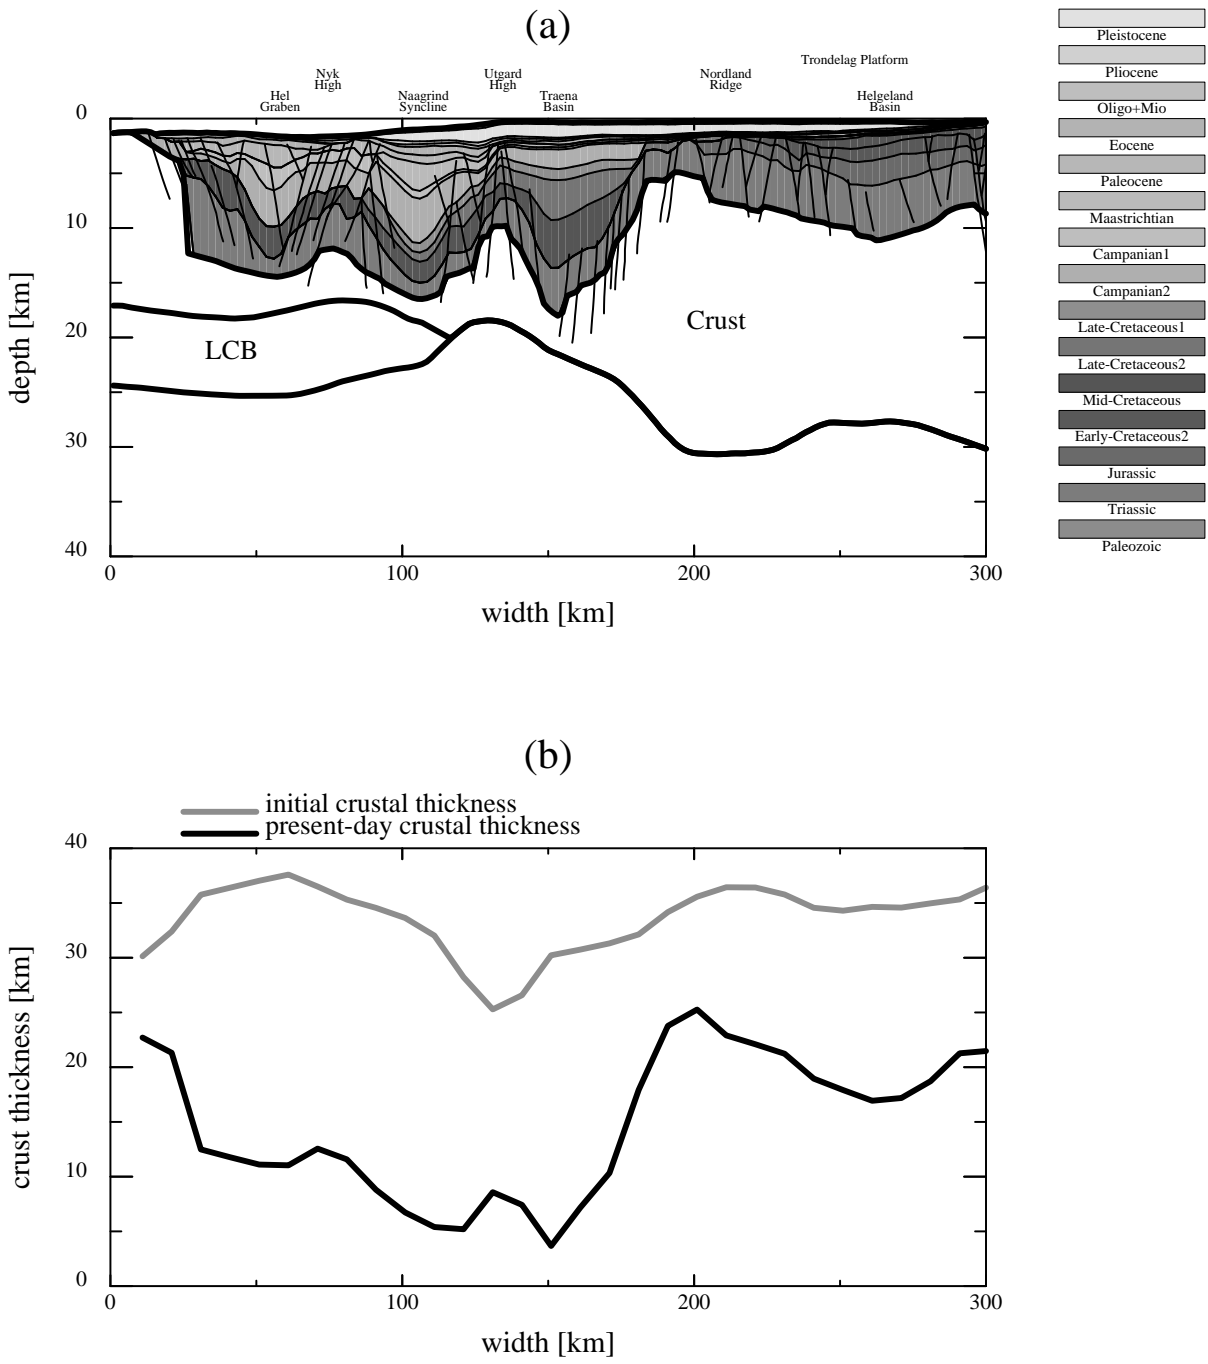 (a)
Nyk
High
Hel
Graben
Naagrind
Syncline
Utgard
High
Traena
Basin
Nordland
Ridge
Trondelag Platform
Helgeland
Basin
0
10
20
30
40
depth [km]
LCB
Crust
0
100
200
300
width [km]
Pleistocene
Pliocene
Oligo+Mio
Eocene
Paleocene
Maastrichtian
Campanian1
Campanian2
Late-Cretaceous1
Late-Cretaceous2
Mid-Cretaceous
Early-Cretaceous2
Jurassic
Triassic
Paleozoic
(b)
initial crustal thickness
present-day crustal thickness
40
30
20
10
0
crust thickness [km]
0
100
200
300
width [km]